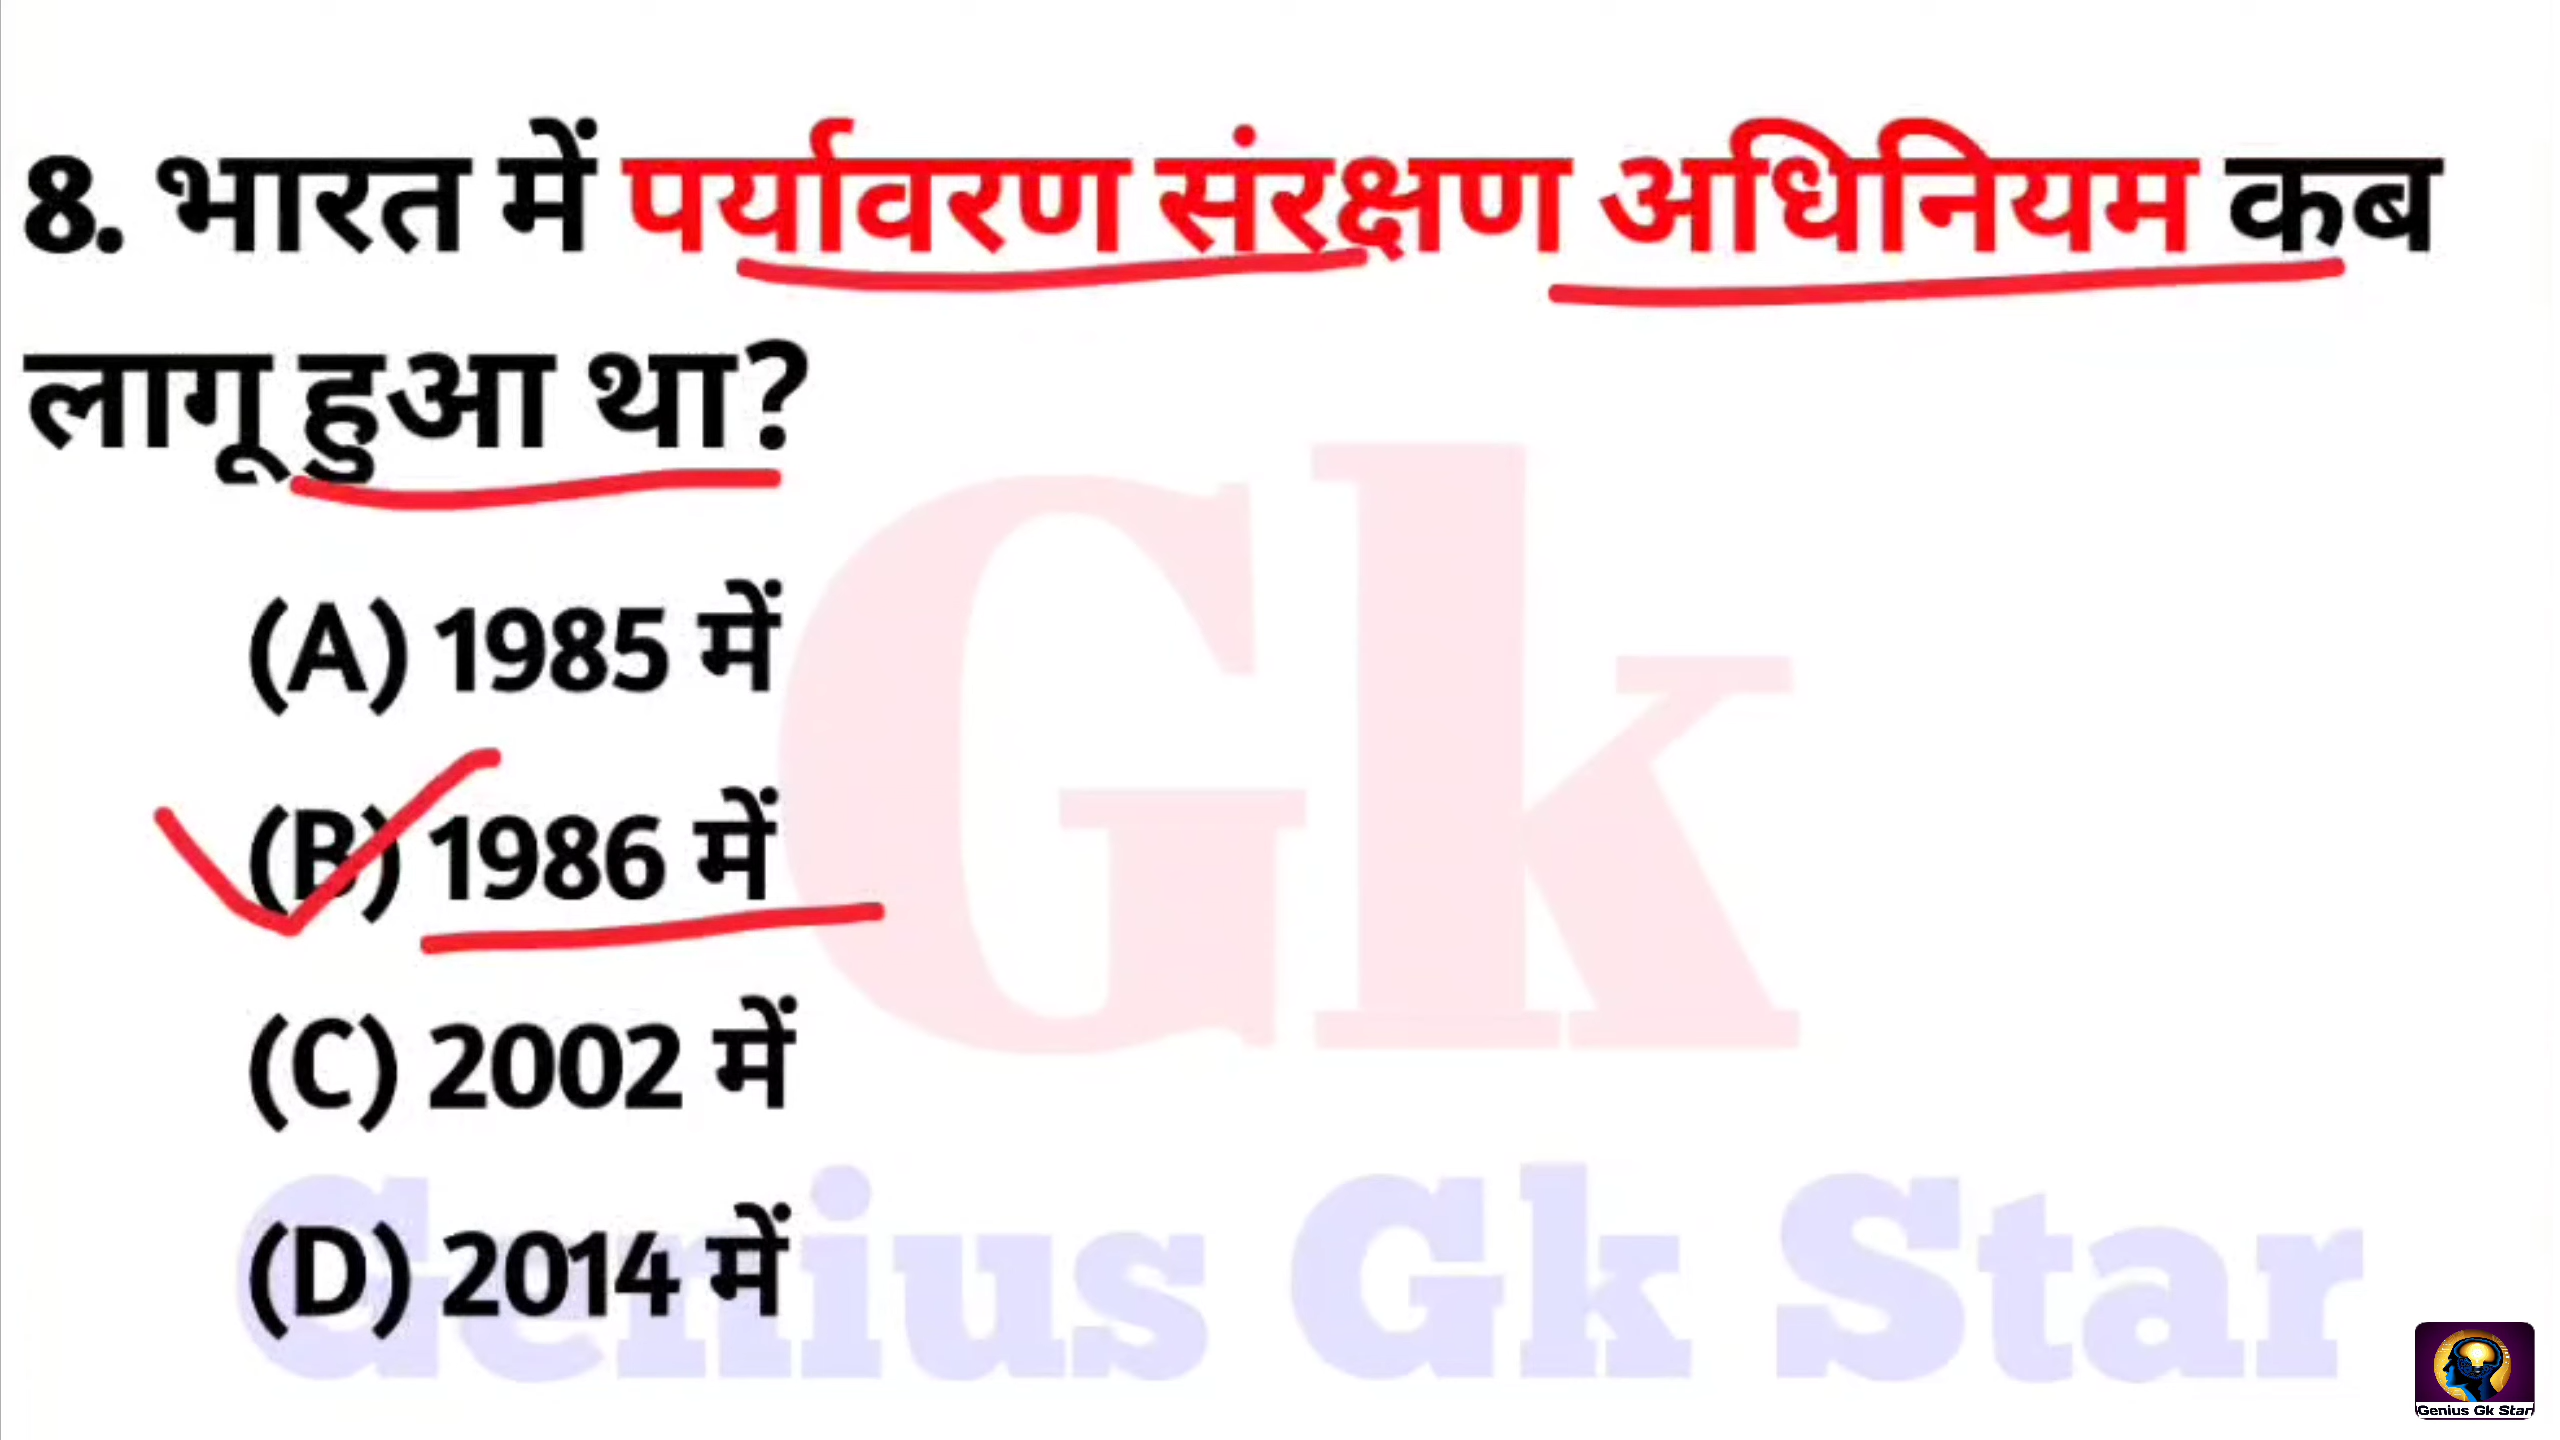 8. भारत में पर्यावरण संरक्षण अधिनियम कब
लागू हुआ था?
(A) 1985 में
(B) 1986 में
(C) 2002 में
(D) 2014 में
Gk
Genius Gk Star
Genius Gk Star